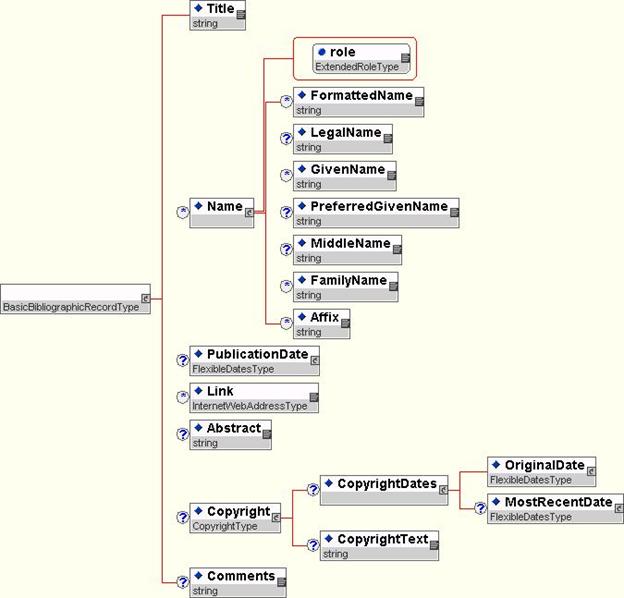 Title
string
role
ExtendedRoleType
* FormattedName
string
? LegalName
string
* GivenName
string
* Name
? PreferredGivenName
string
? MiddleName
string
* FamilyName
string
BasicBibliographicRecordType
* Affix
string
? PublicationDate
FlexibleDatesType
* Link
InternetWebAddressType
? Abstract
string
? CopyrightDates
OriginalDate
FlexibleDatesType
? Copyright
CopyrightType
? MostRecentDate
FlexibleDatesType
? CopyrightText
string
? Comments
string